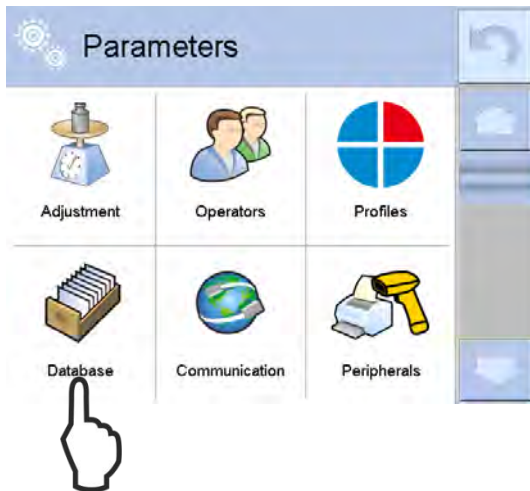 Parameters
Adjustment Operators Profiles
Database Communication Peripherals